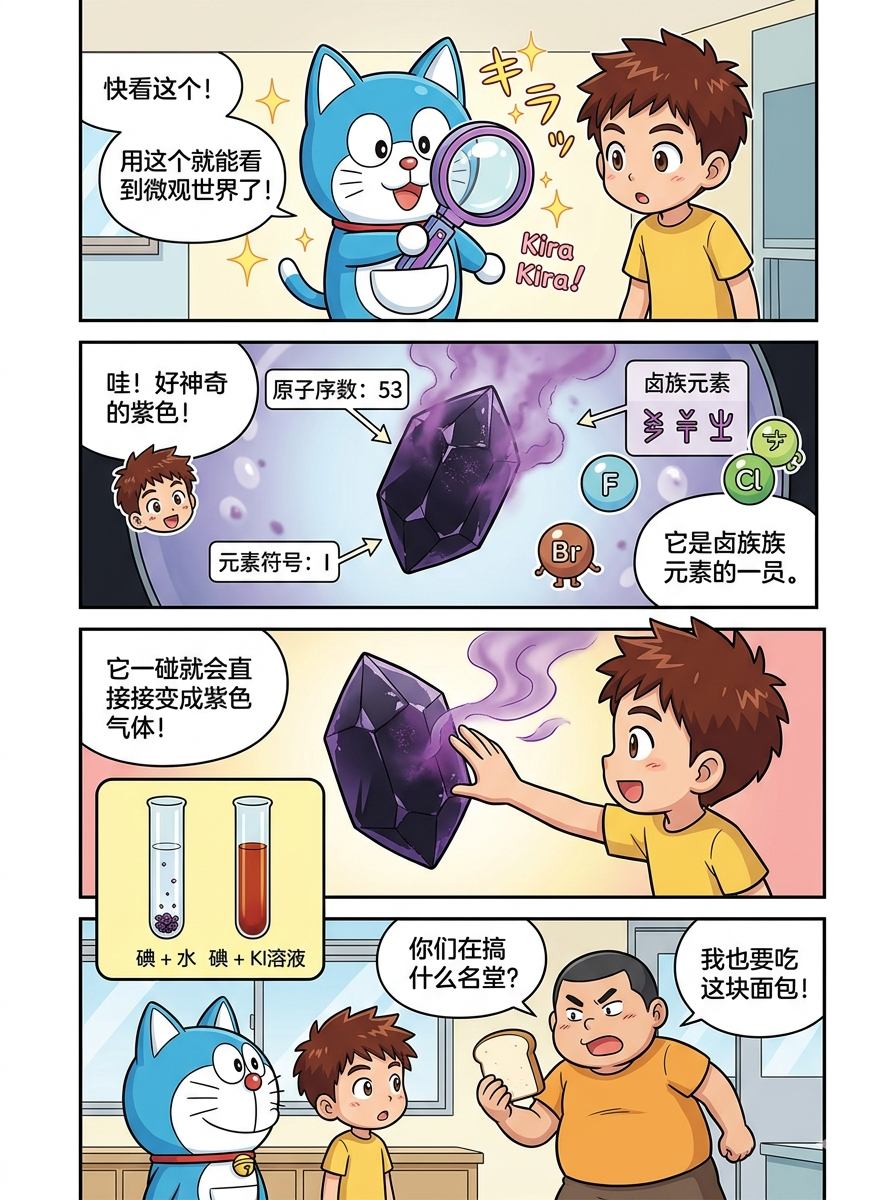 快看这个！
用这个就能看
到微观世界了！
キラッ
Kira
Kira!
哇！好神奇
的紫色！
原子序数：53
卤族元素
F
Cl
Br
元素符号：I
它是卤族族
元素的一员。
它一碰就会直
接接变成紫色
气体！
碘 + 水
碘 + KI溶液
你们在搞
什么名堂？
我也要吃
这块面包！